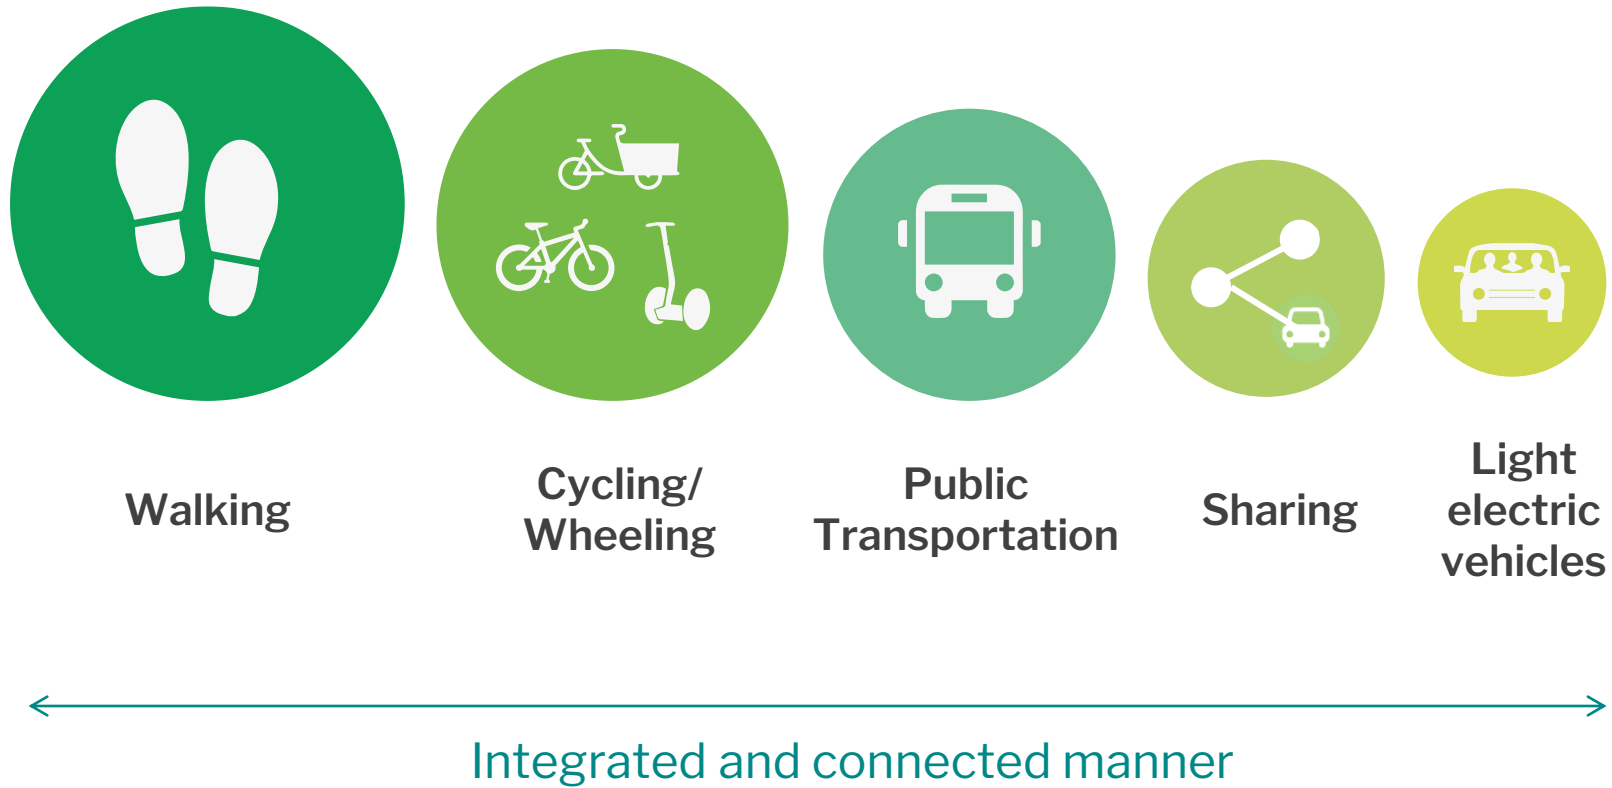 Walking
Cycling/
Wheeling
Public
Transportation
Sharing
Light
electric
vehicles
Integrated and connected manner